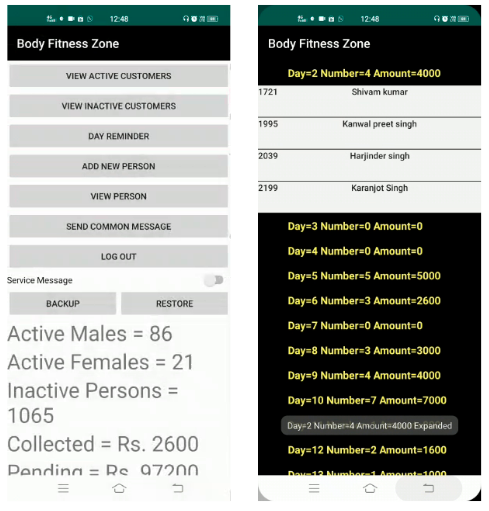 12:48
Body Fitness Zone
VIEW ACTIVE CUSTOMERS
VIEW INACTIVE CUSTOMERS
DAY REMINDER
ADD NEW PERSON
VIEW PERSON
SEND COMMON MESSAGE
LOG OUT
Service Message
BACKUP RESTORE
Active Males = 86
Active Females = 21
Inactive Persons =
1065
Collected = Rs. 2600
Pending = Rs. 97200
12:48
Body Fitness Zone
Day=2 Number=4 Amount=4000
1721 Shivam kumar
1995 Kanwal preet singh
2039 Harjinder singh
2199 Karanjot Singh
Day=3 Number=0 Amount=0
Day=4 Number=0 Amount=0
Day=5 Number=5 Amount=5000
Day=6 Number=3 Amount=2600
Day=7 Number=0 Amount=0
Day=8 Number=3 Amount=3000
Day=9 Number=4 Amount=4000
Day=10 Number=7 Amount=7000
Day=2 Number=4 Amount=4000 Expanded
Day=12 Number=2 Amount=1600
Day=13 Number=1 Amount=1000